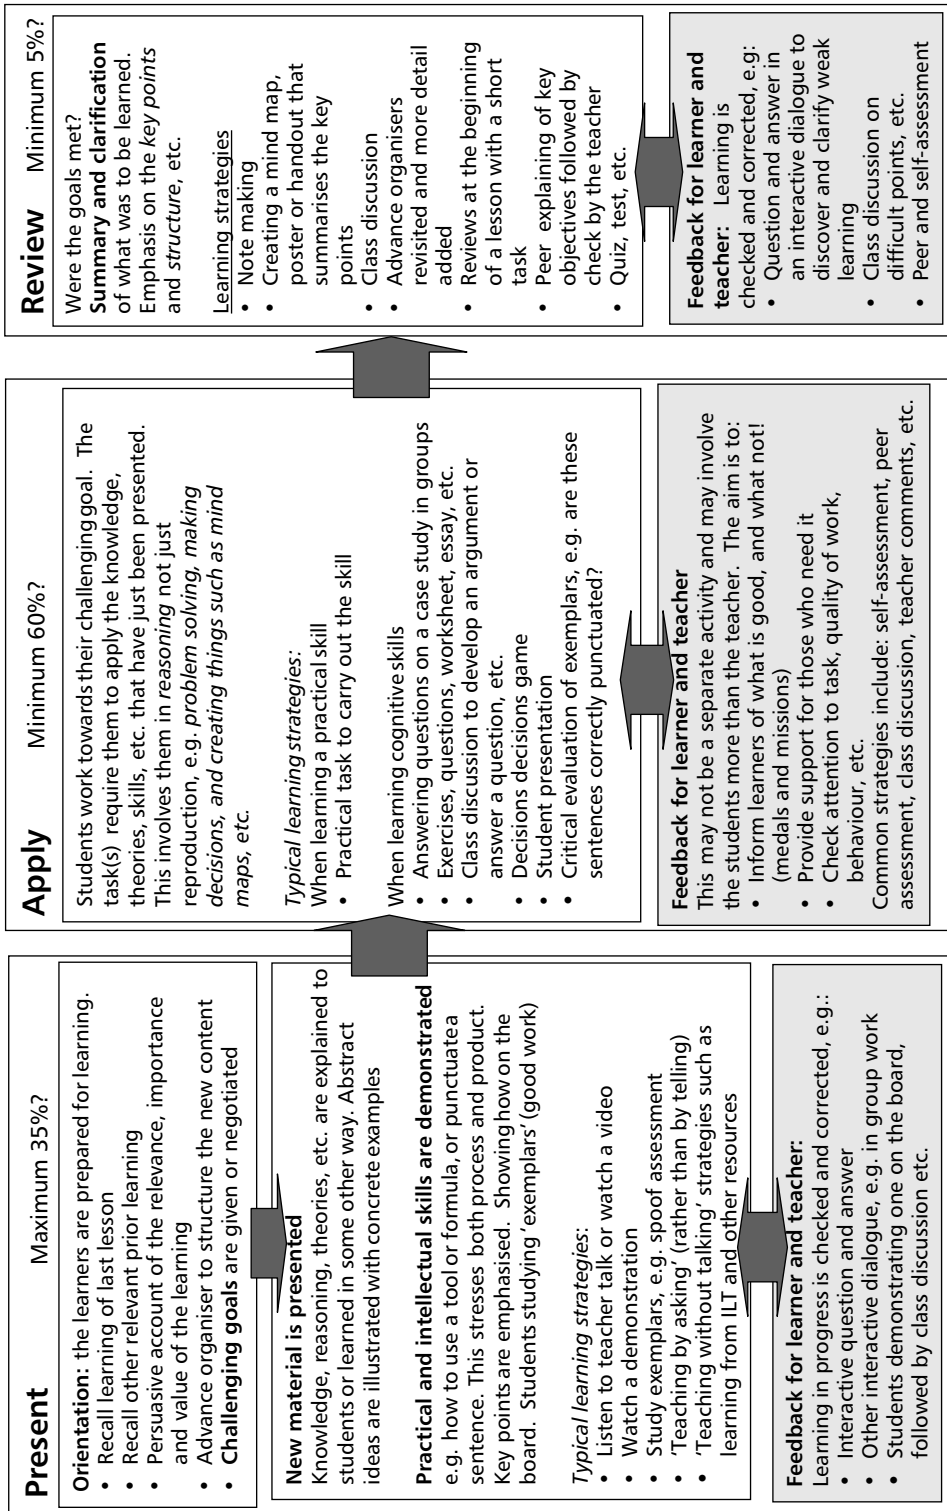 Present Maximum 35%?
Orientation: the learners are prepared for learning.
• Recall learning of last lesson
• Recall other relevant prior learning
• Persuasive account of the relevance, importance
and value of the learning
• Advance organiser to structure the new content
• Challenging goals are given or negotiated
New material is presented
Knowledge, reasoning, theories, etc. are explained to
students or learned in some other way. Abstract
ideas are illustrated with concrete examples
Practical and intellectual skills are demonstrated
e.g. how to use a tool or formula, or punctuate a
sentence. This stresses both process and product.
Key points are emphasised. Showing how on the
board. Students studying 'exemplars' (good work)
Typical learning strategies:
• Listen to teacher talk or watch a video
• Watch a demonstration
• Study exemplars, e.g. spoof assessment
• 'Teaching by asking' (rather than by telling)
• 'Teaching without talking' strategies such as
learning from ILT and other resources
Feedback for learner and teacher:
Learning in progress is checked and corrected, e.g.:
• Interactive question and answer
• Other interactive dialogue, e.g. in group work
• Students demonstrating one on the board,
followed by class discussion etc.
Apply Minimum 60%?
Students work towards their challenging goal. The
task(s) require them to apply the knowledge,
theories, skills, etc. that have just been presented.
This involves them in reasoning not just
reproduction, e.g. problem solving, making
decisions, and creating things such as mind
maps, etc.
Typical learning strategies:
When learning a practical skill
• Practical task to carry out the skill
When learning cognitive skills
• Answering questions on a case study in groups
• Exercises, questions, worksheet, essay, etc.
• Class discussion to develop an argument or
answer a question, etc.
• Decisions decisions game
• Student presentation
• Critical evaluation of exemplars, e.g. are these
sentences correctly punctuated?
Feedback for learner and teacher
This may not be a separate activity and may involve
the students more than the teacher. The aim is to:
• Inform learners of what is good, and what not!
(medals and missions)
• Provide support for those who need it
• Check attention to task, quality of work,
behaviour, etc.
Common strategies include: self-assessment, peer
assessment, class discussion, teacher comments, etc.
Review Minimum 5%?
Were the goals met?
Summary and clarification
of what was to be learned.
Emphasis on the key points
and structure, etc.
Learning strategies
• Note making
• Creating a mind map,
poster or handout that
summarises the key
points
• Class discussion
• Advance organisers
revisited and more detail
added
• Reviews at the beginning
of a lesson with a short
task
• Peer explaining of key
objectives followed by
check by the teacher
• Quiz, test, etc.
Feedback for learner and
teacher: Learning is
checked and corrected, e.g:
• Question and answer in
an interactive dialogue to
discover and clarify weak
learning
• Class discussion on
difficult points, etc.
• Peer and self-assessment